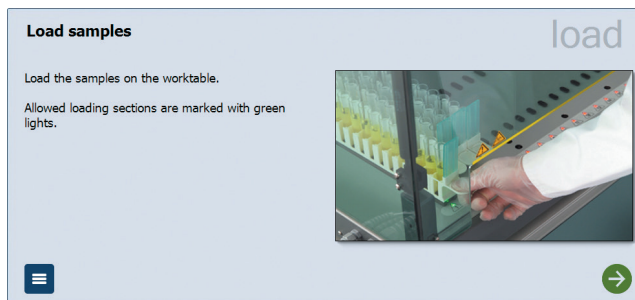 Load samples
load
Load the samples on the worktable.
Allowed loading sections are marked with green
lights.